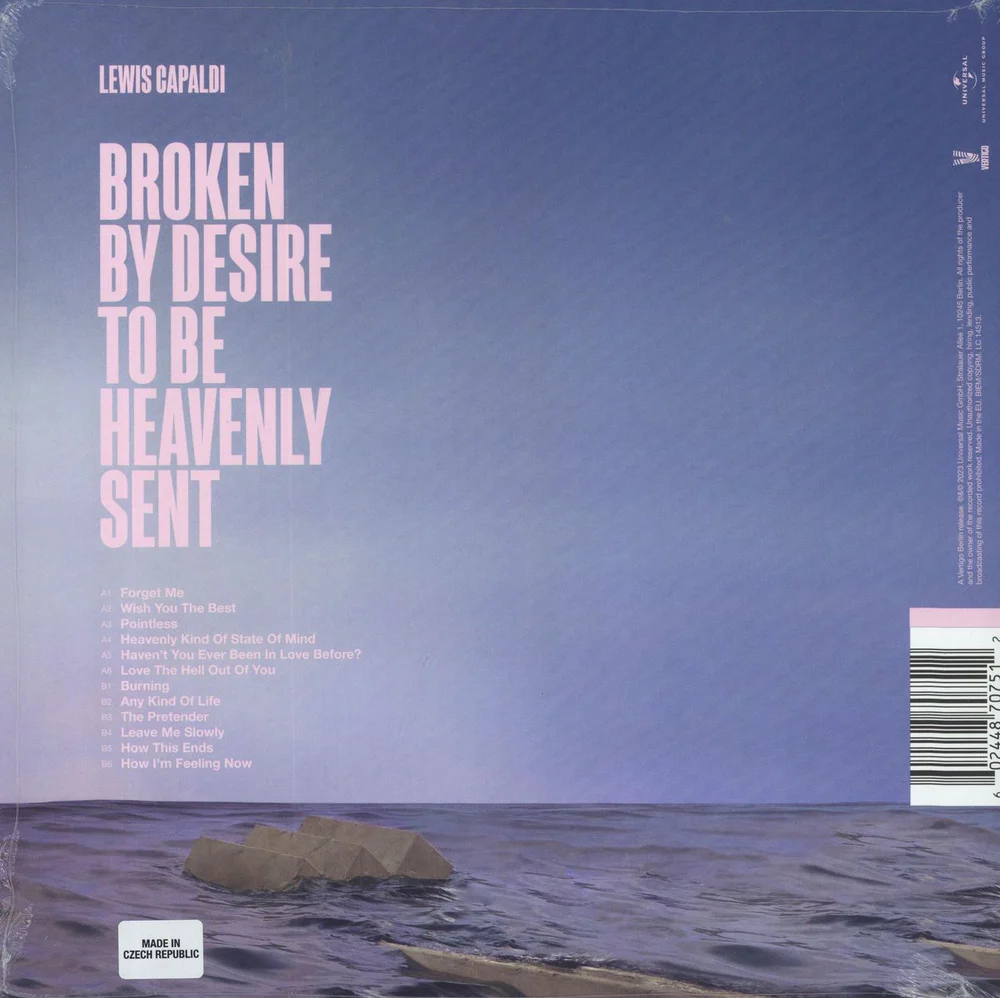 LEWIS CAPALDI
BROKEN
BY DESIRE
TO BE
HEAVENLY
SENT
A1 Forget Me
A2 Wish You The Best
A3 Pointless
A4 Heavenly Kind Of State Of Mind
A5 Haven't You Ever Been In Love Before?
A6 Love The Hell Out Of You
B1 Burning
B2 Any Kind Of Life
B3 The Pretender
B4 Leave Me Slowly
B5 How This Ends
B6 How I'm Feeling Now
MADE IN
CZECH REPUBLIC
UNIVERSAL
UNIVERSAL MUSIC GROUP
VERTIGO
A Vertigo Berlin release. ℗&© 2023 Universal Music GmbH, Stralauer Allee 1, 10245 Berlin. All rights of the producer
and the owner of the recorded work reserved. Unauthorized copying, hiring, lending, public performance and
broadcasting of this record prohibited. Made in the EU. BIEM/SDRM. LC 14513.
6 02448 70751 2